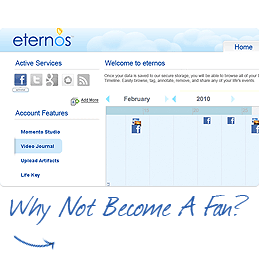 eternos
Home
Active Services
Welcome to eternos
Once your data is saved to our secure storage, you will be able to browse all of your
Timeline. Easily browse, tag, annotate, remove, and share any of your life's events
Add More
February
2010
Account Features
Momento Studio
Video Journal
Upload Artifacts
Life Key
Why Not Become A Fan?